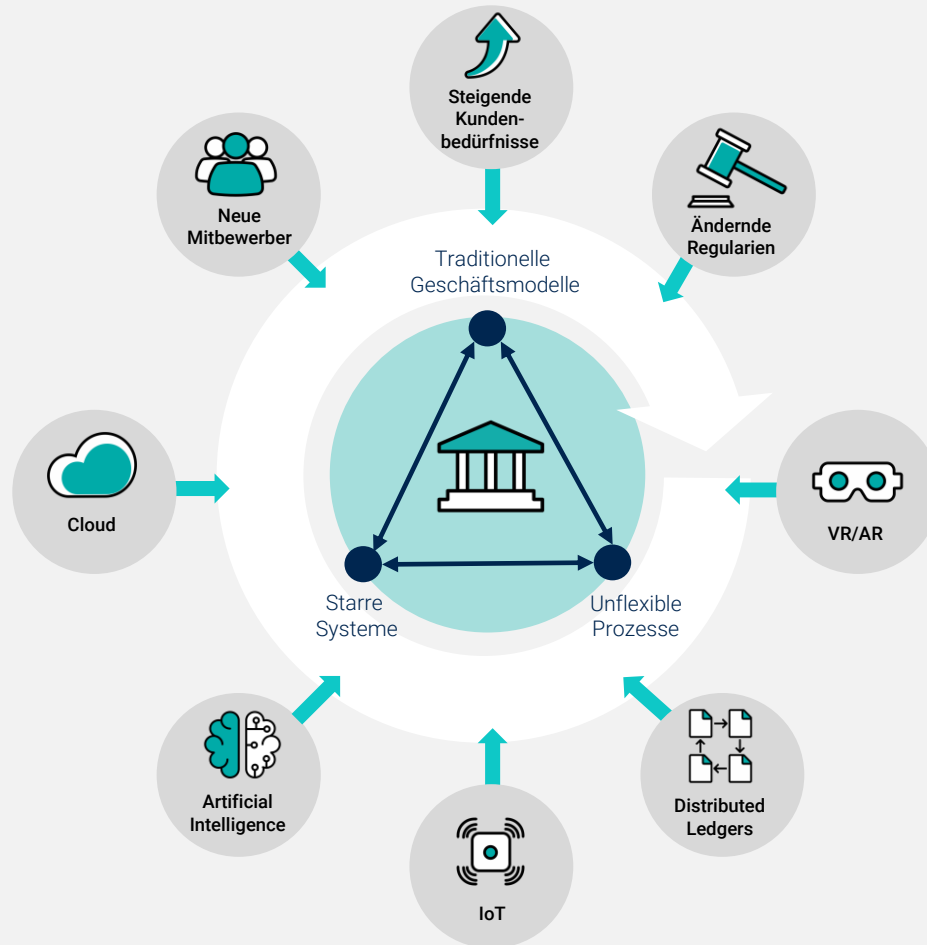 Steigende
Kunden-
bedürfnisse
Neue
Mitbewerber
Ändernde
Regularien
Traditionelle
Geschäftsmodelle
Cloud
VR/AR
Starre
Systeme
Unflexible
Prozesse
Artificial
Intelligence
Distributed
Ledgers
IoT